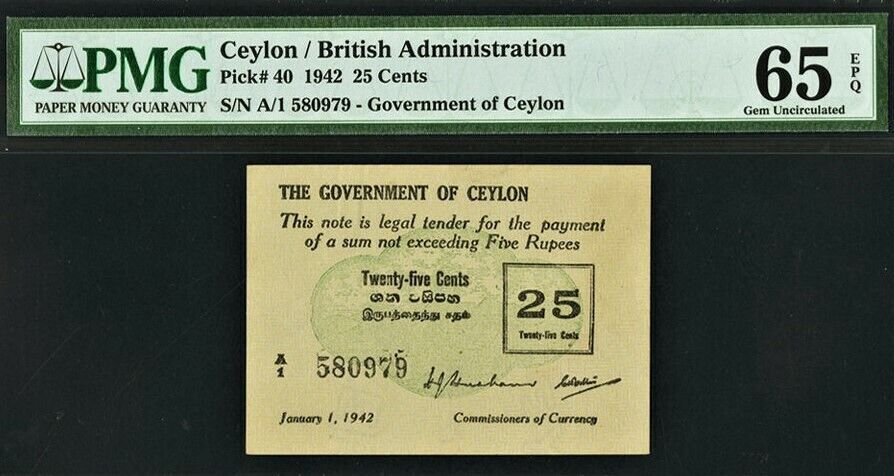 PMG
PAPER MONEY GUARANTY
Ceylon / British Administration
Pick# 40 1942 25 Cents
S/N A/1 580979 - Government of Ceylon
65 EPQ
Gem Uncirculated
THE GOVERNMENT OF CEYLON
This note is legal tender for the payment
of a sum not exceeding Five Rupees
Twenty-five Cents
ශත විසිපහ
இருபத்தைந்து சதம்
25
Twenty-five Cents
A/1 580979
January 1, 1942
Commissioners of Currency